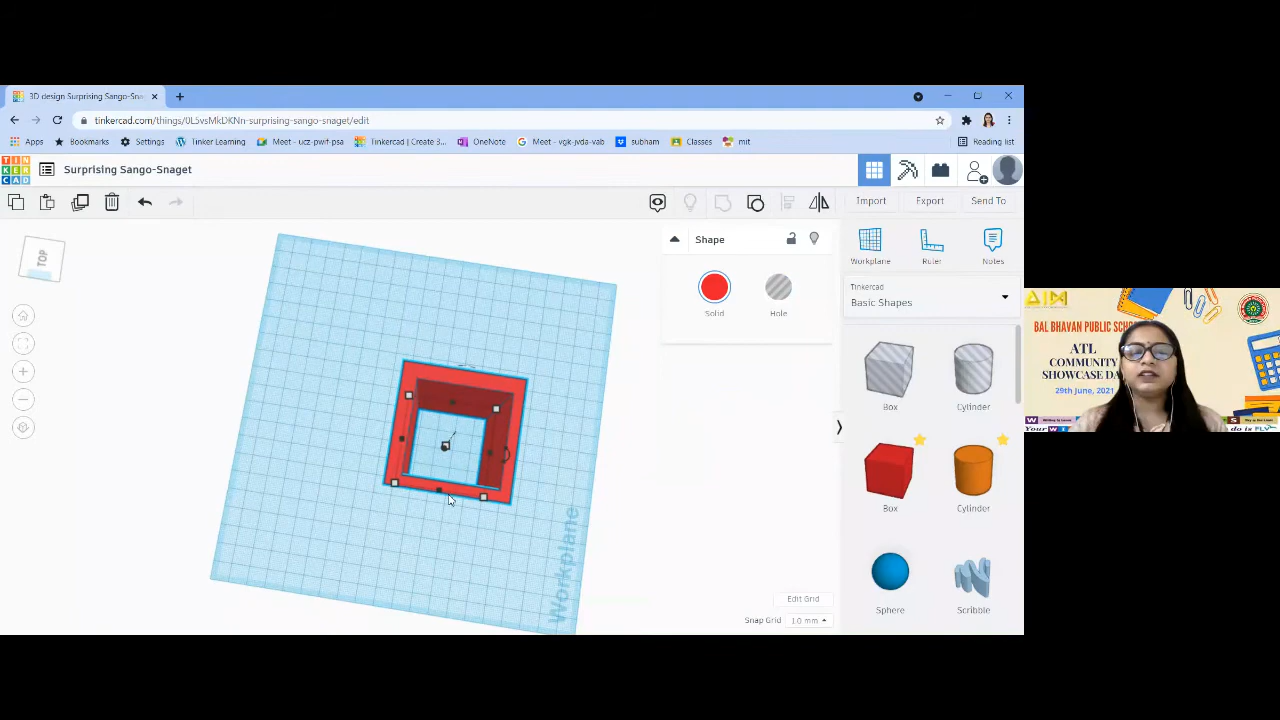 3D design Surprising Sango-Sna
tinkercad.com/things/0L5vsMkDKNn-surprising-sango-snaget/edit
Apps
Bookmarks
Settings
Tinker Learning
Meet - ucz-pwrf-psa
Tinkercad | Create 3...
OneNote
Meet - vgk-jvda-vab
subham
Classes
mit
Reading list
TIN
KER
CAD
Surprising Sango-Snaget
Import
Export
Send To
TOP
Shape
Solid
Hole
Workplane
Ruler
Notes
Tinkercad
Basic Shapes
Box
Cylinder
Box
Cylinder
Sphere
Scribble
Workplane
Edit Grid
Snap Grid 1.0 mm
AIM
BAL BHAVAN PUBLIC SCHO
ATL
COMMUNITY
SHOWCASE DA
29th June, 2021